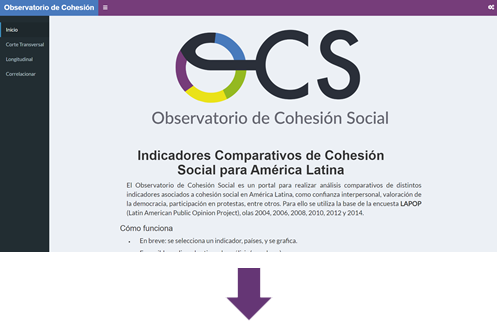 Observatorio de Cohesión
Inicio
Corte Transversal
Longitudinal
Correlacionar
eCS
Observatorio de Cohesión Social
Indicadores Comparativos de Cohesión
Social para América Latina
El Observatorio de Cohesión Social es un portal para realizar análisis comparativos de distintos
indicadores asociados a cohesión social en América Latina, como confianza interpersonal, valoración de
la democracia, participación en protestas, entre otros. Para ello se utiliza la base de la encuesta LAPOP
(Latin American Public Opinion Project), olas 2004, 2006, 2008, 2010, 2012 y 2014.
Cómo funciona
• En breve: se selecciona un indicador, países, y se grafica.